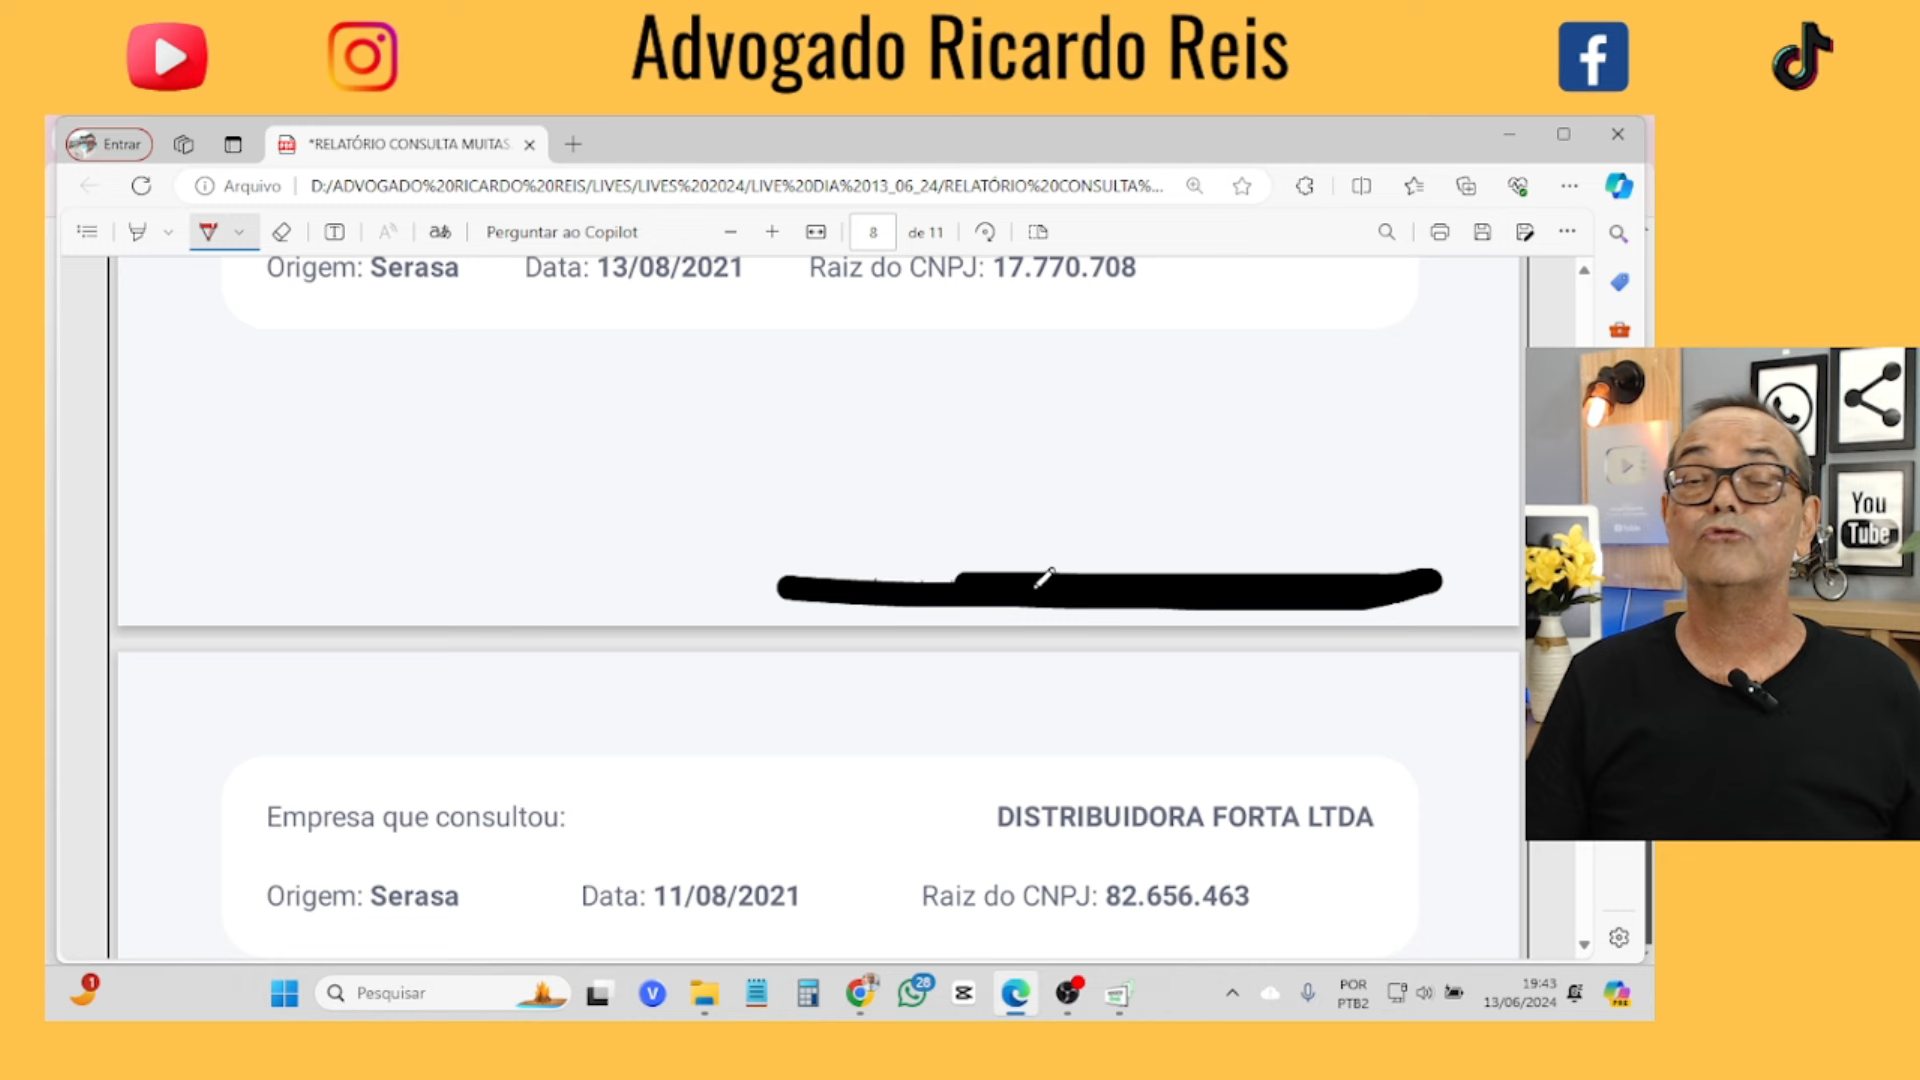 Advogado Ricardo Reis
Entrar
*RELATÓRIO CONSULTA MUITAS
Arquivo
D:/ADVOGADO%20RICARDO%20REIS/LIVES/LIVES%202024/LIVE%20DIA%2013_06_24/RELATÓRIO%20CONSULTA%...
Perguntar ao Copilot
8 de 11
Origem: Serasa Data: 13/08/2021 Raiz do CNPJ: 17.770.708
Empresa que consultou: DISTRIBUIDORA FORTA LTDA
Origem: Serasa Data: 11/08/2021 Raiz do CNPJ: 82.656.463
You
Tube
1
Pesquisar
V
28
POR
PTB2
19:43
13/06/2024